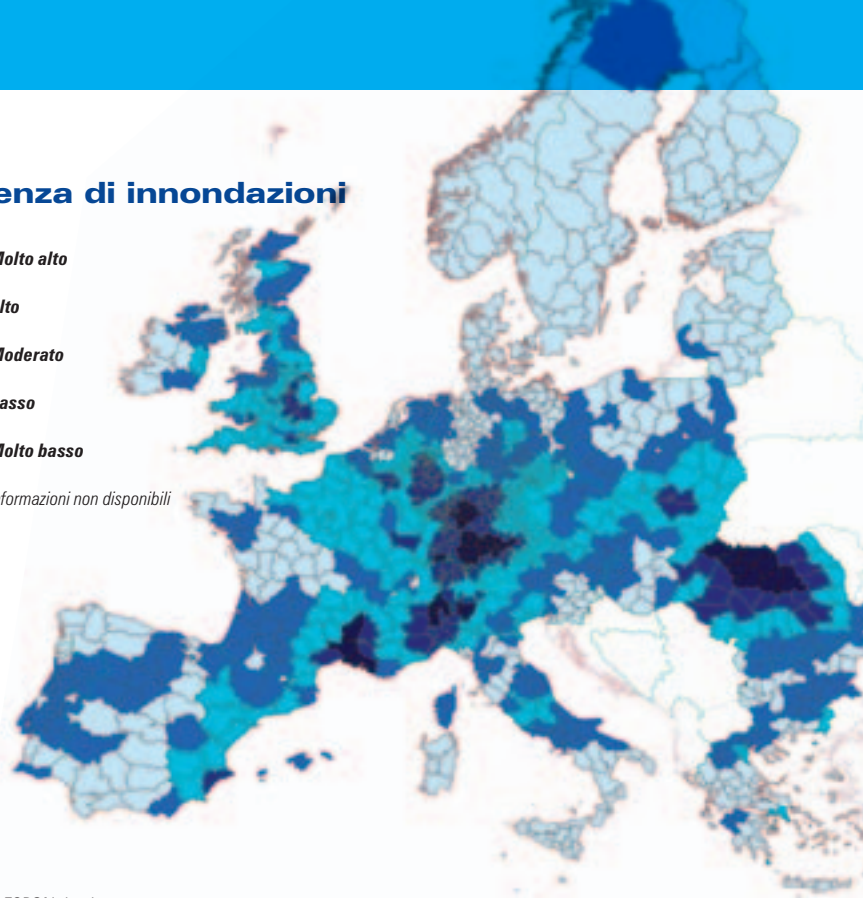 enza di innondazioni
Molto alto
lto
Moderato
asso
Molto basso
formazioni non disponibili